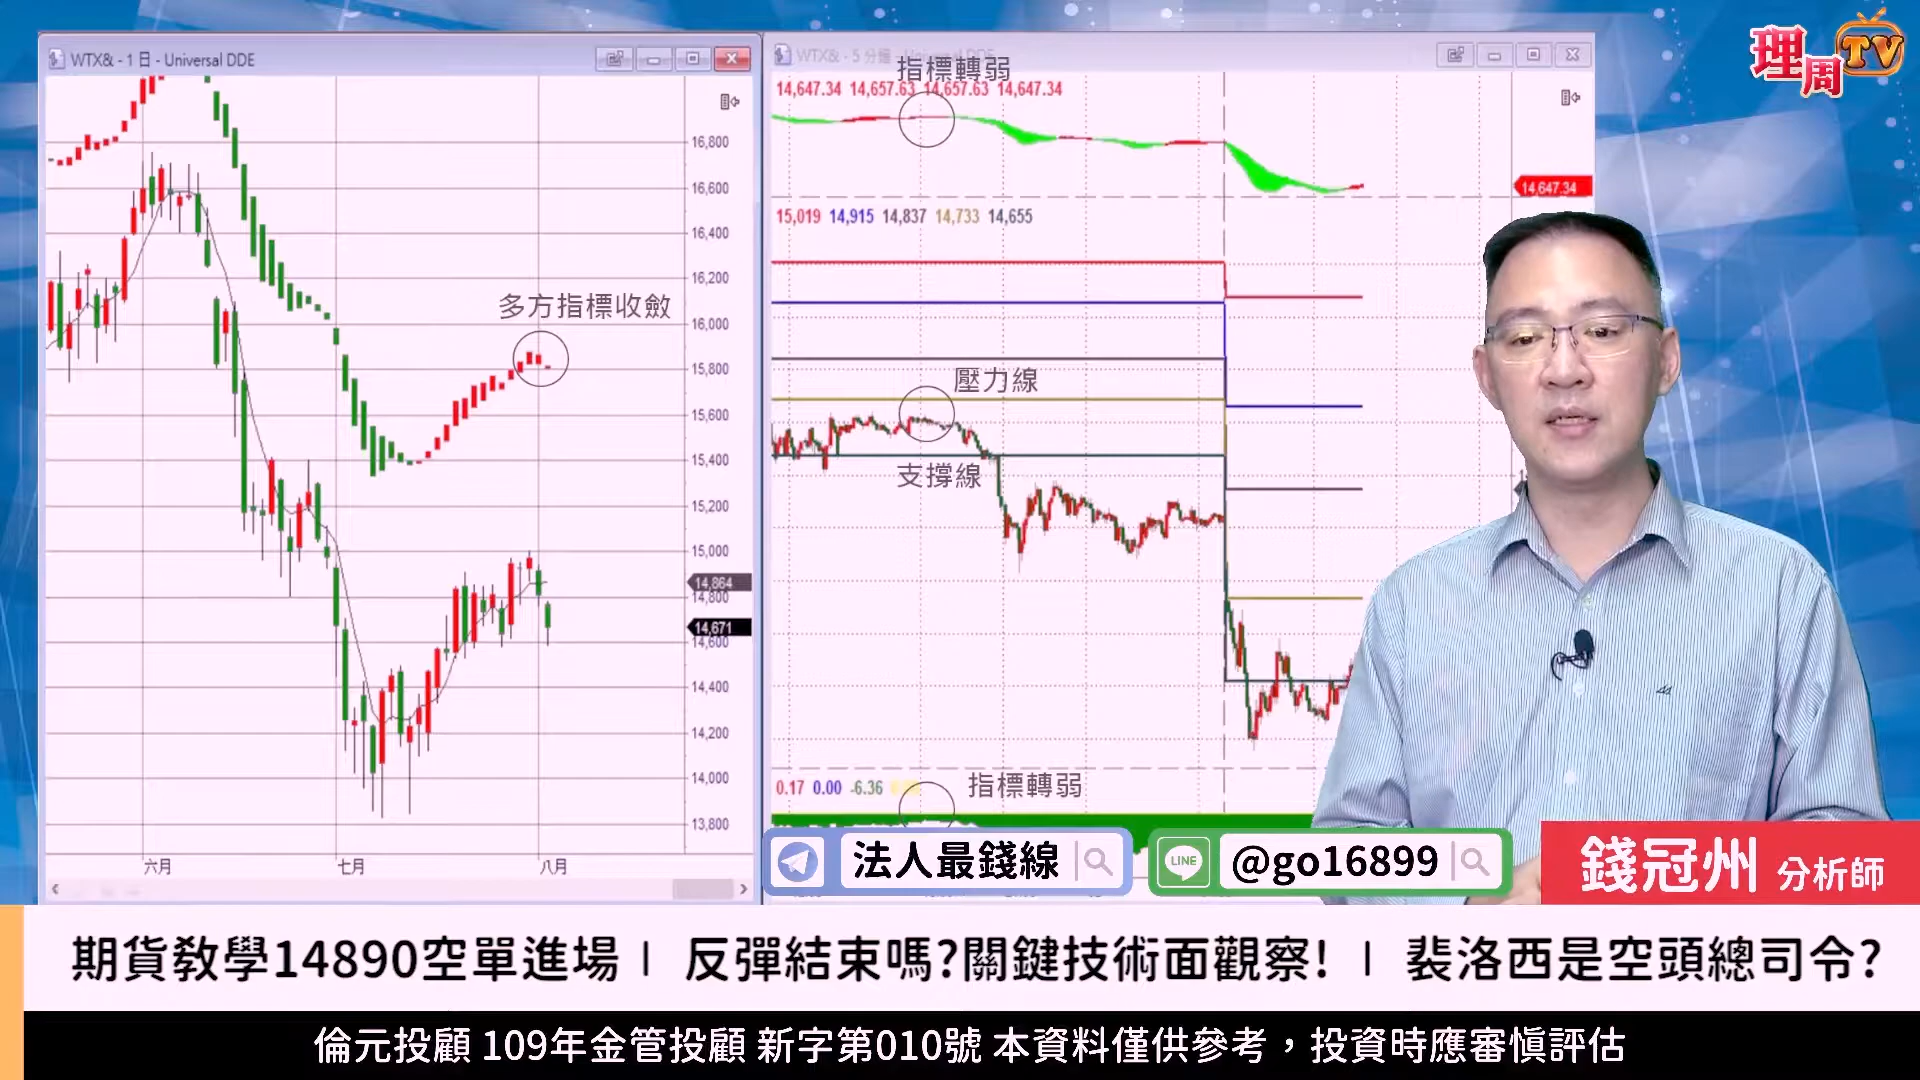 理周TV
WTX& - 1 日 - Universal DDE
WTX& - 5 分鐘 - Universal DDE
指標轉弱
14,647.34 14,657.63 14,657.63 14,647.34
14,647.34
15,019 14,915 14,837 14,733 14,655
16,800
16,600
16,400
16,200
16,000
15,800
15,600
15,400
15,200
15,000
14,864
14,800
14,671
14,600
14,400
14,200
14,000
13,800
多方指標收斂
壓力線
支撐線
0.17 0.00 -6.36
指標轉弱
六月 七月 八月
法人最錢線
LINE @go16899
錢冠州 分析師
期貨教學14890空單進場 | 反彈結束嗎?關鍵技術面觀察! | 裴洛西是空頭總司令?
倫元投顧 109年金管投顧 新字第010號 本資料僅供參考，投資時應審慎評估